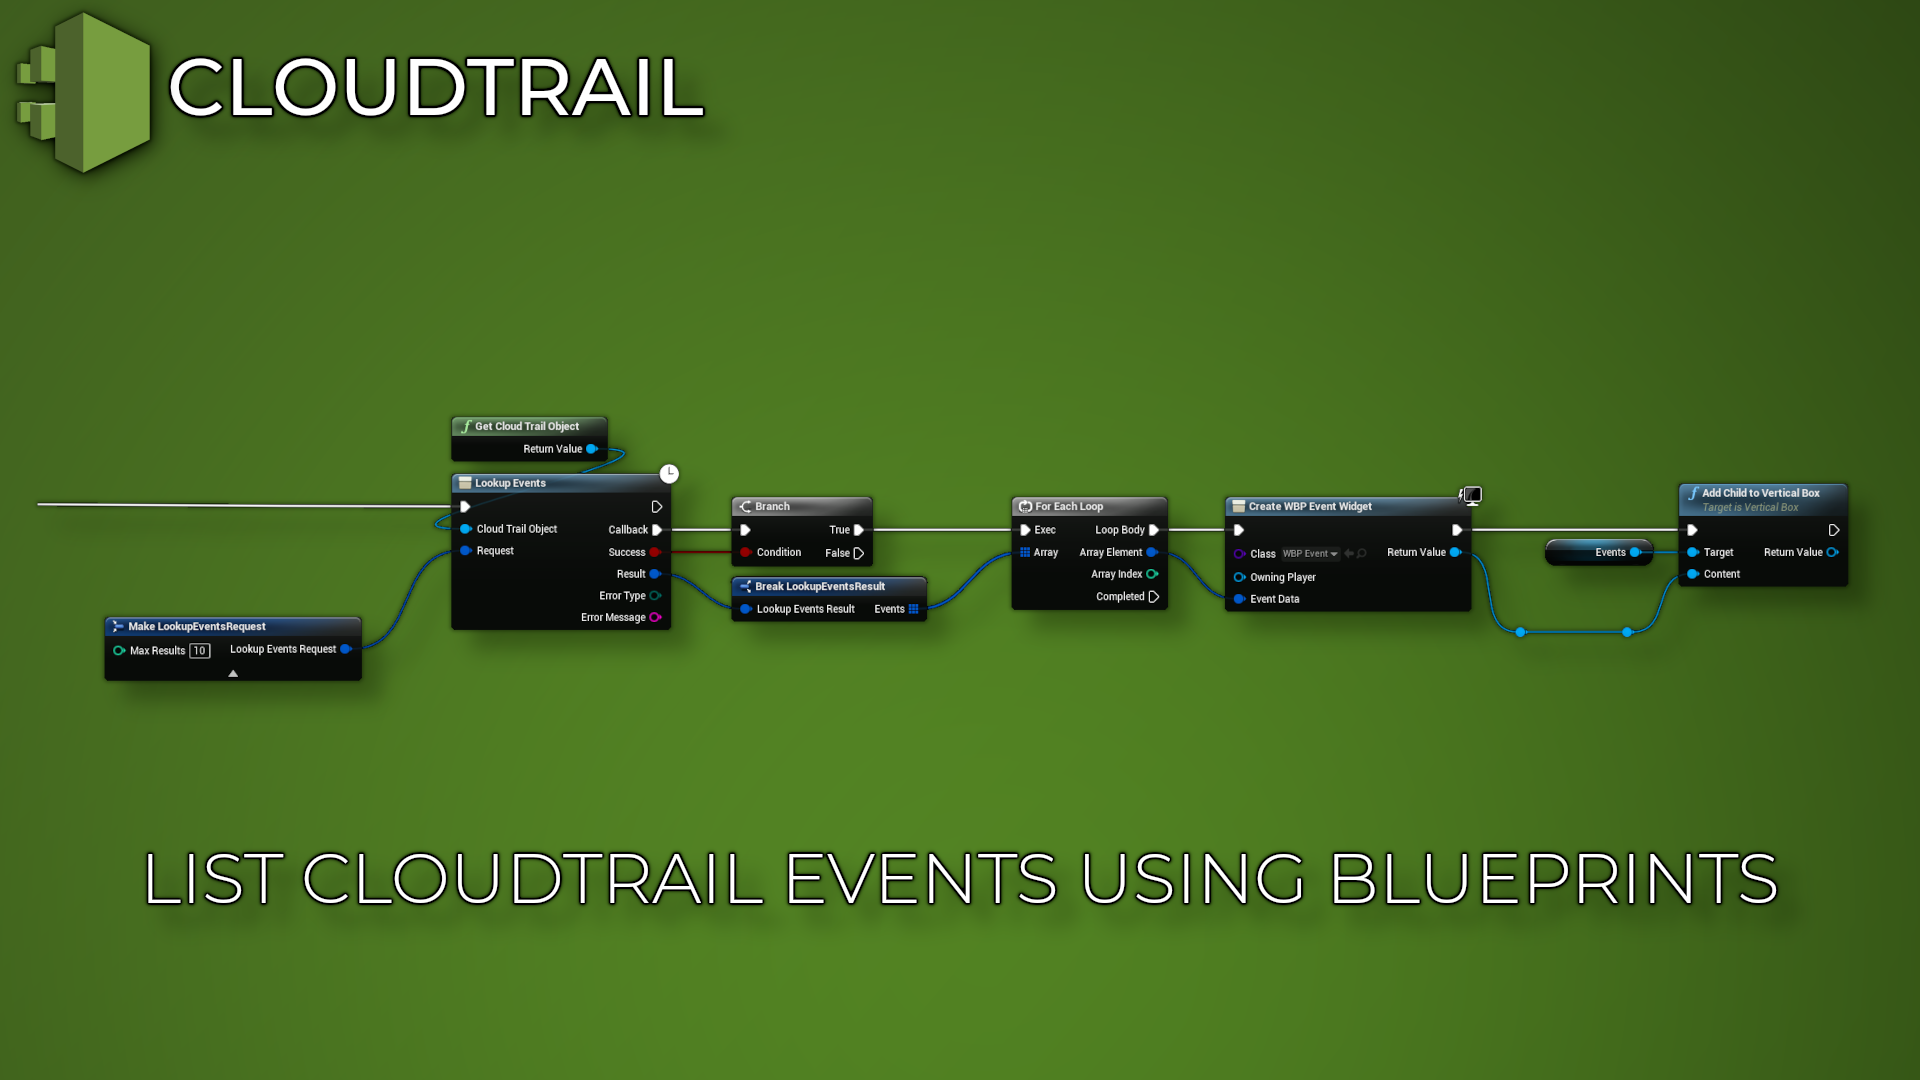 CLOUDTRAIL
Get Cloud Trail Object
Return Value
Lookup Events
Cloud Trail Object
Callback
Request
Success
Result
Error Type
Error Message
Make LookupEventsRequest
Max Results 10
Lookup Events Request
Branch
True
Condition
False
Break LookupEventsResult
Lookup Events Result
Events
For Each Loop
Exec
Loop Body
Array
Array Element
Array Index
Completed
Create WBP Event Widget
Class WBP Event
Return Value
Owning Player
Event Data
Events
Add Child to Vertical Box
Target is Vertical Box
Target
Return Value
Content
LIST CLOUDTRAIL EVENTS USING BLUEPRINTS